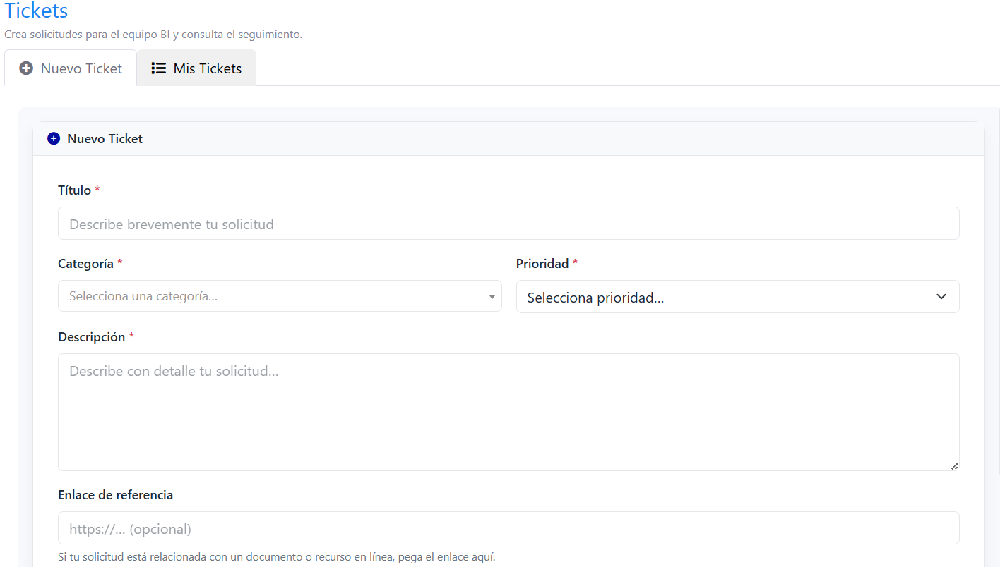 Tickets
Crea solicitudes para el equipo BI y consulta el seguimiento.
Nuevo Ticket
Mis Tickets
Nuevo Ticket
Título *
Describe brevemente tu solicitud
Categoría *
Prioridad *
Selecciona una categoría...
Selecciona prioridad...
Descripción *
Describe con detalle tu solicitud...
Enlace de referencia
https://... (opcional)
Si tu solicitud está relacionada con un documento o recurso en línea, pega el enlace aquí.